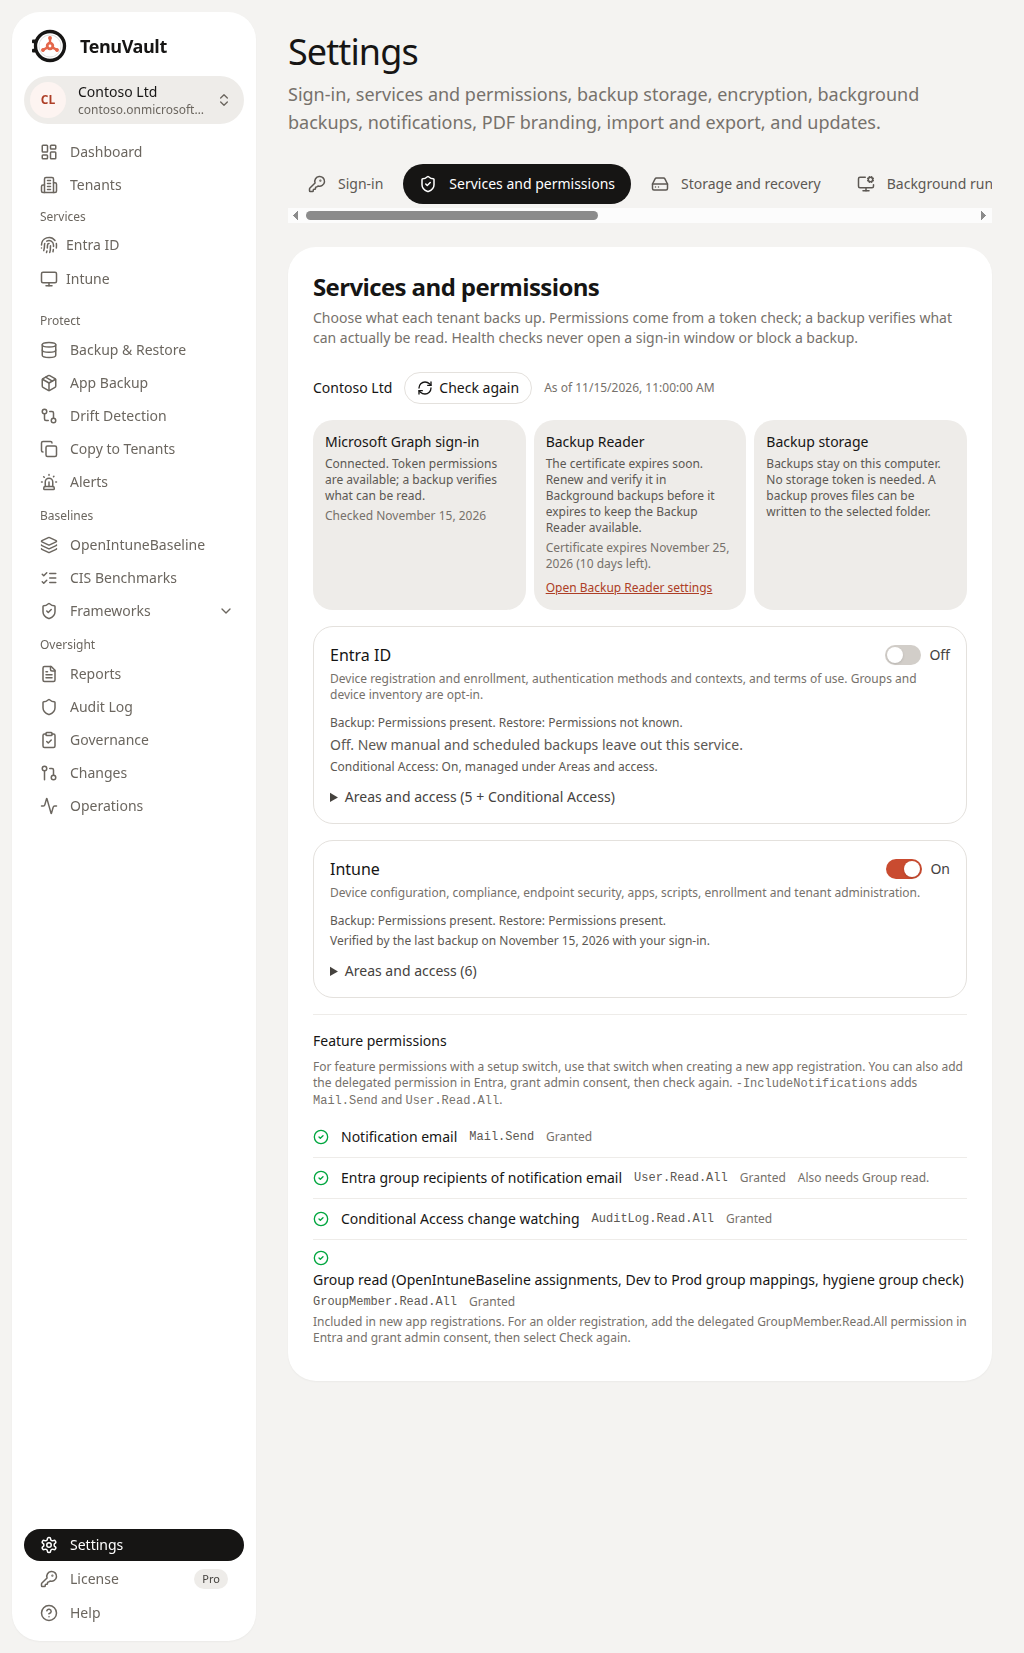 TenuVault
CL
Contoso Ltd
contoso.onmicrosoft...
Dashboard
Tenants
Services
Entra ID
Intune
Protect
Backup & Restore
App Backup
Drift Detection
Copy to Tenants
Alerts
Baselines
OpenIntuneBaseline
CIS Benchmarks
Frameworks
Oversight
Reports
Audit Log
Governance
Changes
Operations
Settings
License
Pro
Help
Settings
Sign-in, services and permissions, backup storage, encryption, background
backups, notifications, PDF branding, import and export, and updates.
Sign-in
Services and permissions
Storage and recovery
Background run
Services and permissions
Choose what each tenant backs up. Permissions come from a token check; a backup verifies what
can actually be read. Health checks never open a sign-in window or block a backup.
Contoso Ltd
Check again
As of 11/15/2026, 11:00:00 AM
Microsoft Graph sign-in
Connected. Token permissions
are available; a backup verifies
what can be read.
Checked November 15, 2026
Backup Reader
The certificate expires soon.
Renew and verify it in
Background backups before it
expires to keep the Backup
Reader available.
Certificate expires November 25,
2026 (10 days left).
Open Backup Reader settings
Backup storage
Backups stay on this computer.
No storage token is needed. A
backup proves files can be
written to the selected folder.
Entra ID
Off
Device registration and enrollment, authentication methods and contexts, and terms of use. Groups and
device inventory are opt-in.
Backup: Permissions present. Restore: Permissions not known.
Off. New manual and scheduled backups leave out this service.
Conditional Access: On, managed under Areas and access.
Areas and access (5 + Conditional Access)
Intune
On
Device configuration, compliance, endpoint security, apps, scripts, enrollment and tenant administration.
Backup: Permissions present. Restore: Permissions present.
Verified by the last backup on November 15, 2026 with your sign-in.
Areas and access (6)
Feature permissions
For feature permissions with a setup switch, use that switch when creating a new app registration. You can also add
the delegated permission in Entra, grant admin consent, then check again. -IncludeNotifications adds
Mail.Send and User.Read.All.
Notification email Mail.Send Granted
Entra group recipients of notification email User.Read.All Granted Also needs Group read.
Conditional Access change watching AuditLog.Read.All Granted
Group read (OpenIntuneBaseline assignments, Dev to Prod group mappings, hygiene group check)
GroupMember.Read.All Granted
Included in new app registrations. For an older registration, add the delegated GroupMember.Read.All permission in
Entra and grant admin consent, then select Check again.